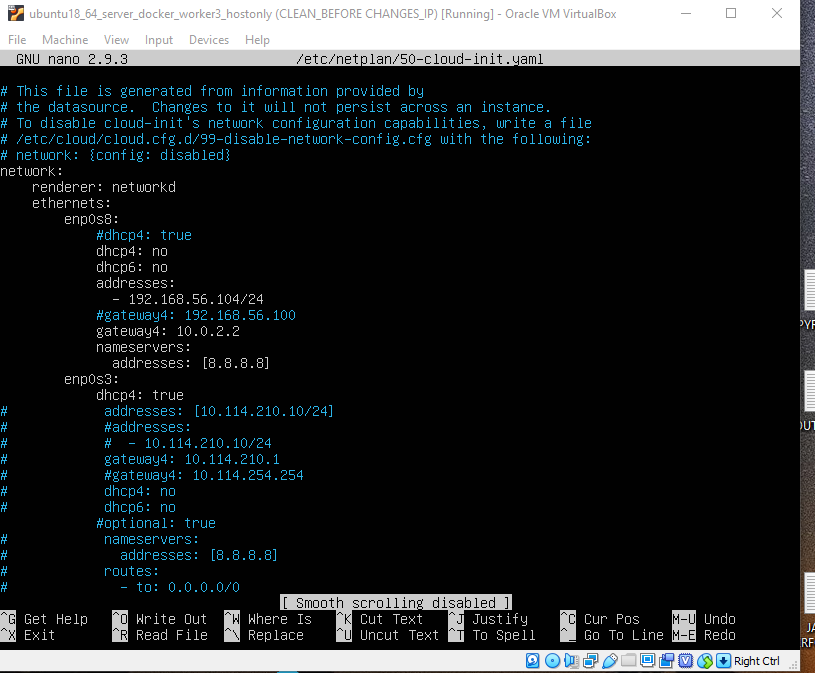 ubuntu18_64_server_docker_worker3_hostonly (CLEAN_BEFORE CHANGES_IP) [Running] - Oracle VM VirtualBox
File Machine View Input Devices Help
GNU nano 2.9.3 /etc/netplan/50-cloud-init.yaml
# This file is generated from information provided by
# the datasource.  Changes to it will not persist across an instance.
# To disable cloud-init's network configuration capabilities, write a file
# /etc/cloud/cloud.cfg.d/99-disable-network-config.cfg with the following:
# network: {config: disabled}
network:
    renderer: networkd
    ethernets:
        enp0s8:
            #dhcp4: true
            dhcp4: no
            dhcp6: no
            addresses:
              - 192.168.56.104/24
            #gateway4: 192.168.56.100
            gateway4: 10.0.2.2
            nameservers:
              addresses: [8.8.8.8]
        enp0s3:
            dhcp4: true
#            addresses: [10.114.210.10/24]
#            #addresses:
#            #  - 10.114.210.10/24
#            gateway4: 10.114.210.1
#            #gateway4: 10.114.254.254
#            dhcp4: no
#            dhcp6: no
            #optional: true
#            nameservers:
#              addresses: [8.8.8.8]
#            routes:
#              - to: 0.0.0.0/0
[ Smooth scrolling disabled ]
^G Get Help ^O Write Out ^W Where Is ^K Cut Text ^J Justify ^C Cur Pos M-U Undo
^X Exit ^R Read File ^\ Replace ^U Uncut Text ^T To Spell ^_ Go To Line M-E Redo
Right Ctrl